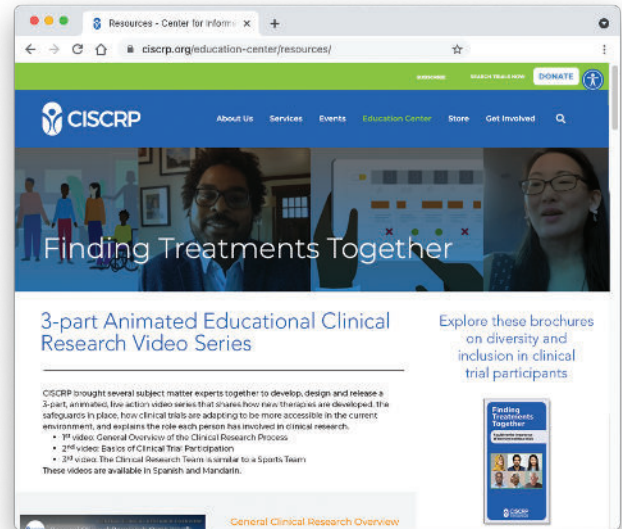 Resources - Center for Inform
ciscrp.org/education-center/resources/
SUBSCRIBE SEARCH TRIALS NOW DONATE
CISCRP
About Us Services Events Education Center Store Get Involved
Finding Treatments Together
3-part Animated Educational Clinical
Research Video Series
CISCRP brought several subject matter experts together to develop, design and release a
3-part, animated, live action video series that shares how new therapies are developed, the
safeguards in place, how clinical trials are adapting to be more accessible in the current
environment, and explains the role each person has involved in clinical research.
• 1st video: General Overview of the Clinical Research Process
• 2nd video: Basics of Clinical Trial Participation
• 3rd video: The Clinical Research Team is similar to a Sports Team
These videos are available in Spanish and Mandarin.
Explore these brochures
on diversity and
inclusion in clinical
trial participants
Finding
Treatments
Together
CISCRP
General Clinical Research Overview